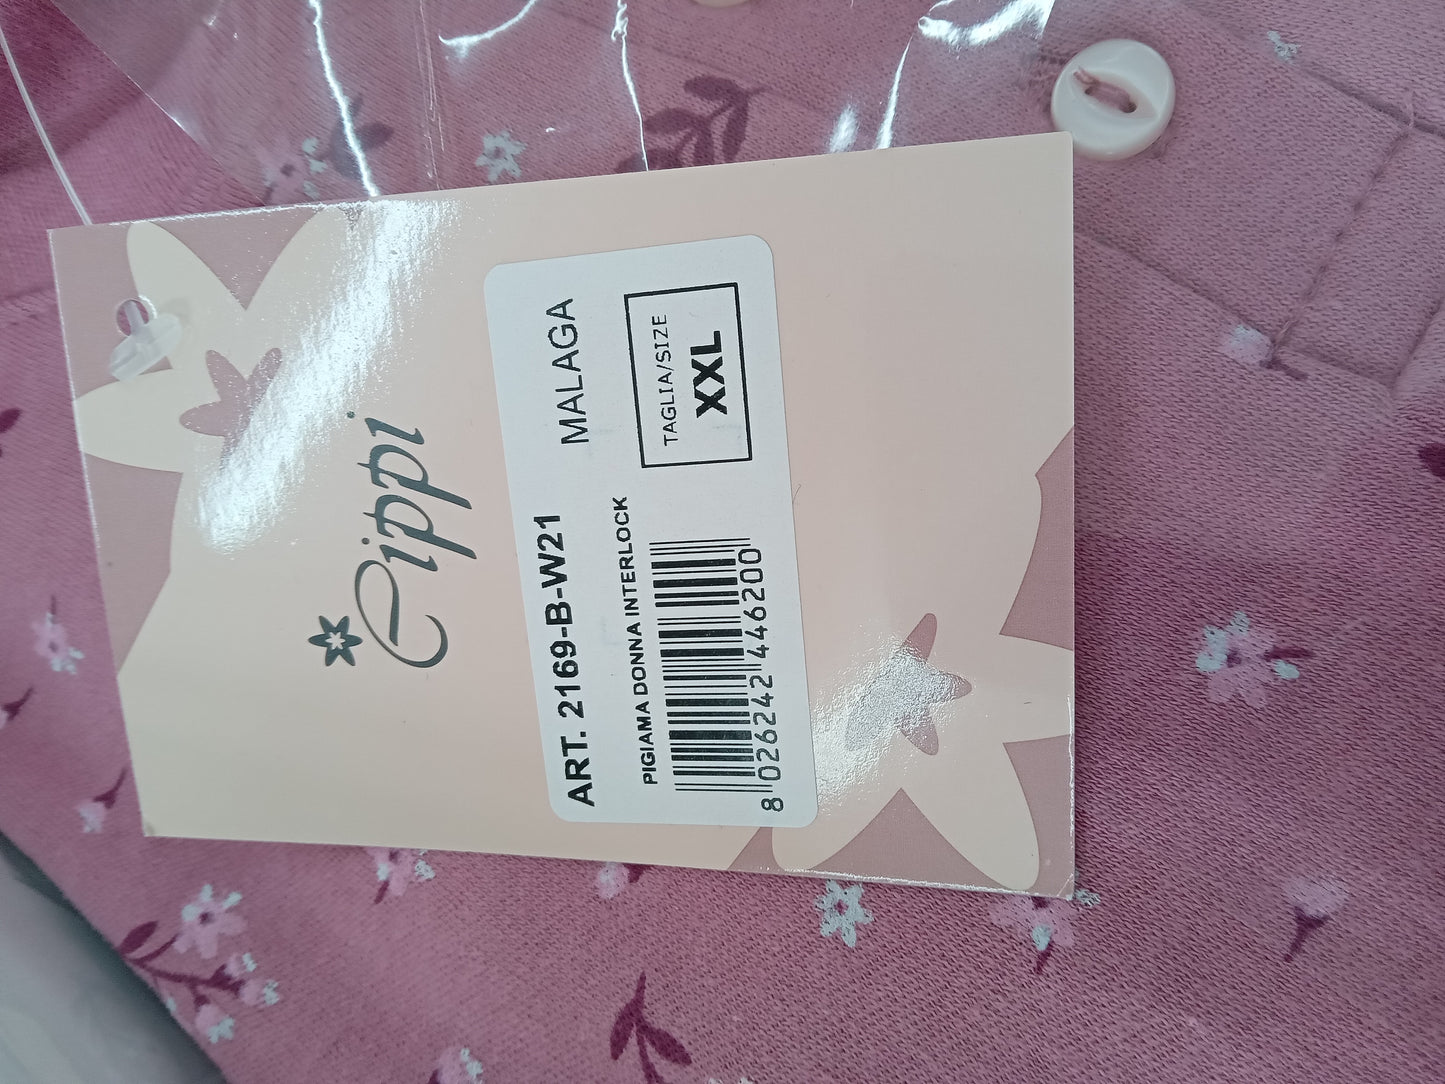 Cippi
ART. 2169-B-W21 MALAGA
PIGIAMA DONNA INTERLOCK
TAGLIA/SIZE
XXL
8 026242 446200